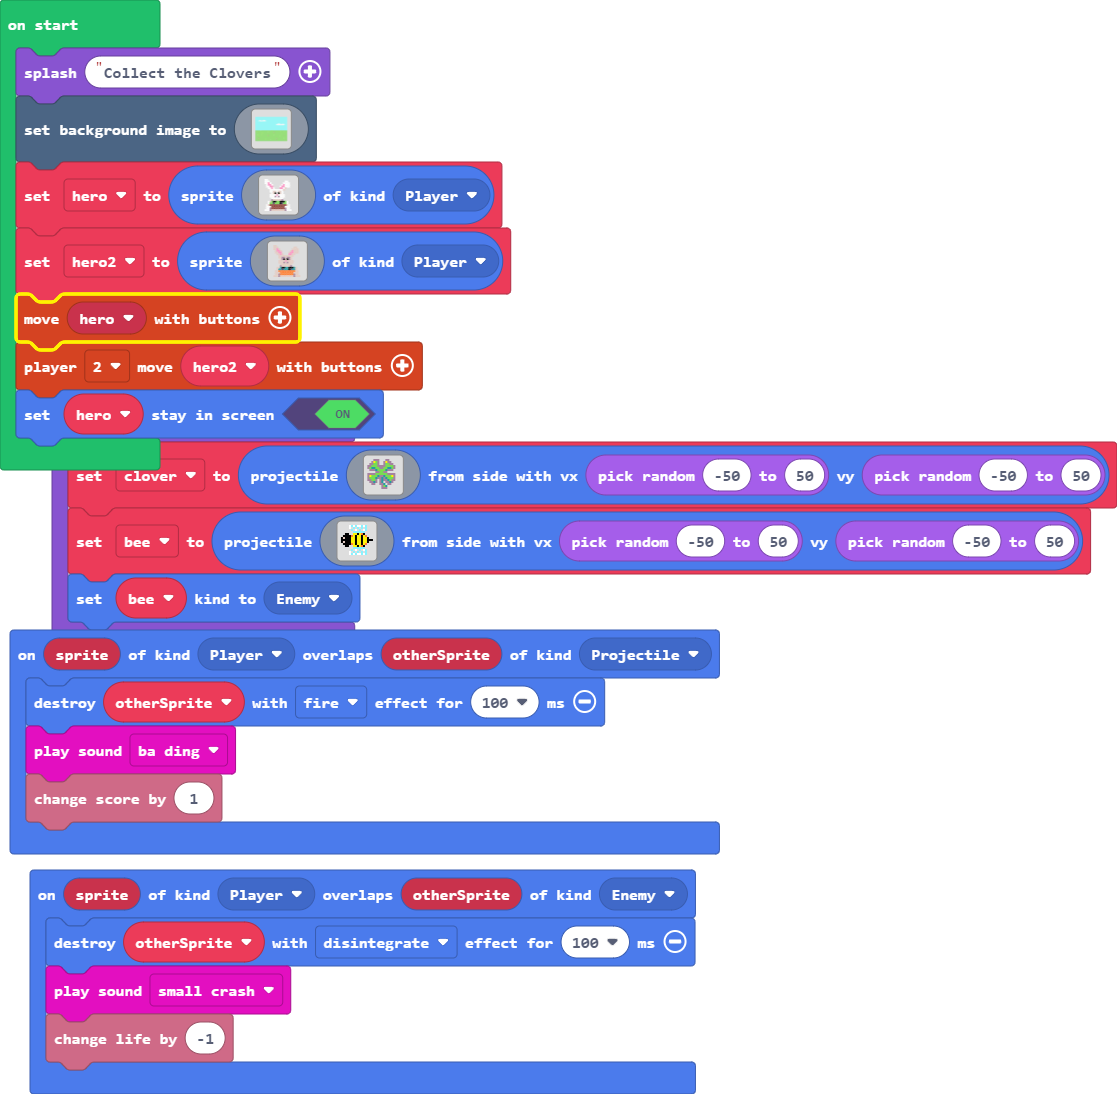 on start
splash "Collect the Clovers"
set background image to
set hero to sprite of kind Player
set hero2 to sprite of kind Player
move hero with buttons
player 2 move hero2 with buttons
set hero stay in screen ON
set clover to projectile from side with vx pick random -50 to 50 vy pick random -50 to 50
set bee to projectile from side with vx pick random -50 to 50 vy pick random -50 to 50
set bee kind to Enemy
on sprite of kind Player overlaps otherSprite of kind Projectile
destroy otherSprite with fire effect for 100 ms
play sound ba ding
change score by 1
on sprite of kind Player overlaps otherSprite of kind Enemy
destroy otherSprite with disintegrate effect for 100 ms
play sound small crash
change life by -1